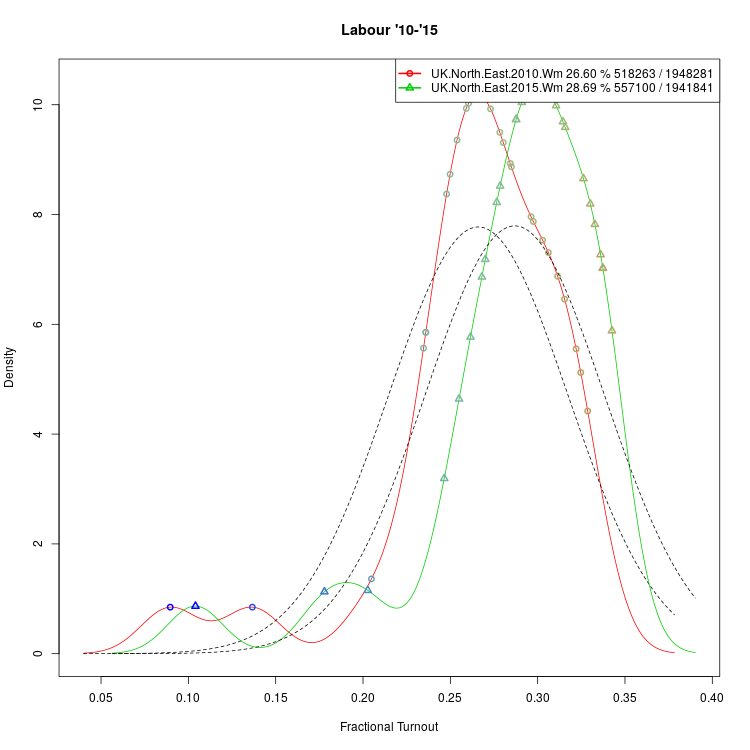 Labour '10-'15
UK.North.East.2010.Wm 26.60 % 518263 / 1948281
UK.North.East.2015.Wm 28.69 % 557100 / 1941841
10
8
6
4
2
0
Density
0.05 0.10 0.15 0.20 0.25 0.30 0.35 0.40
Fractional Turnout